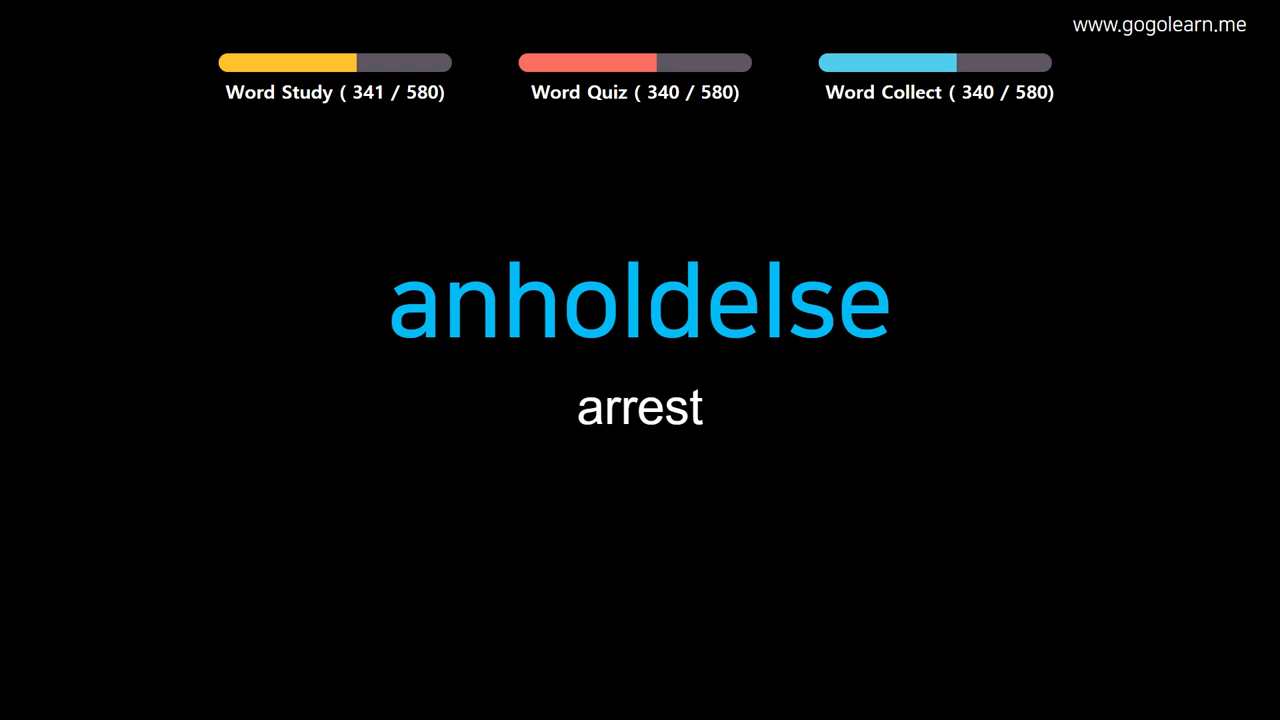 www.gogolearn.me
Word Study ( 341 / 580)
Word Quiz ( 340 / 580)
Word Collect ( 340 / 580)
anholdelse
arrest